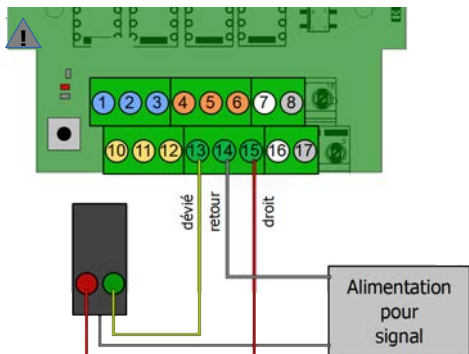 !
1 2 3 4 5 6 7 8
10 11 12 13 14 15 16 17
dévié
retour
droit
Alimentation
pour
signal